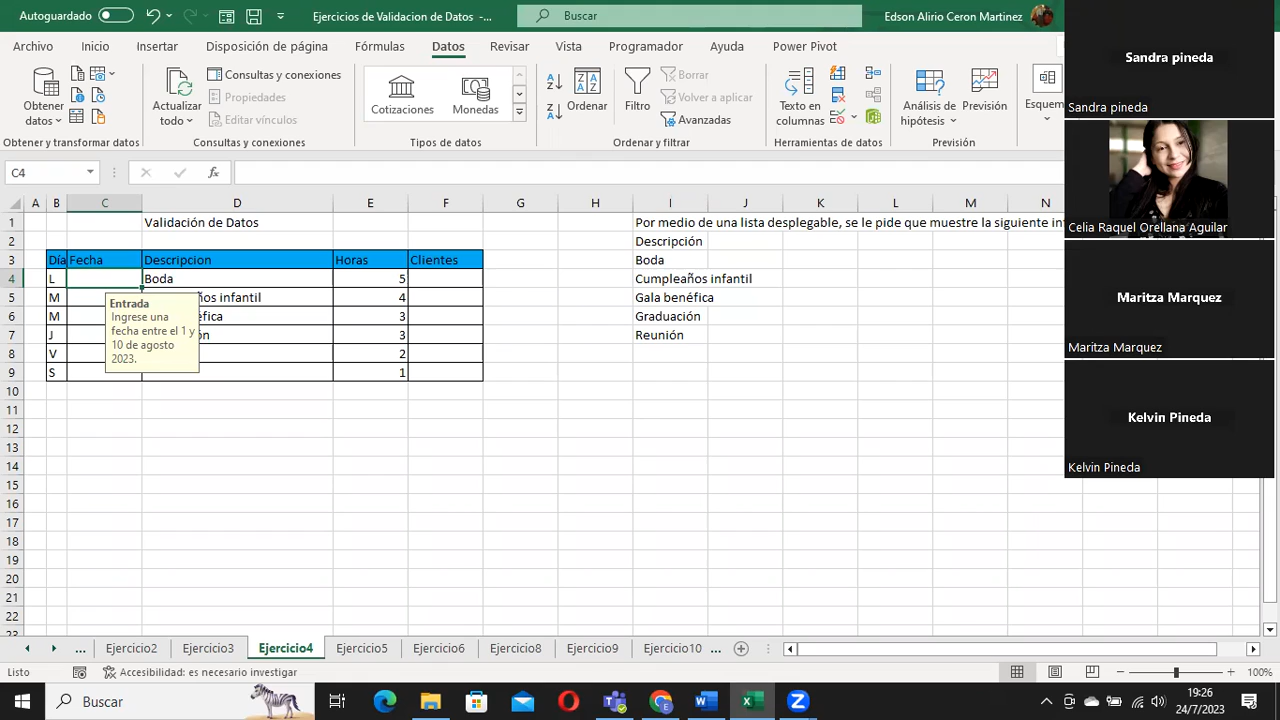 Autoguardado
Ejercicios de Validacion de Datos -...
Buscar
Edson Alirio Ceron Martinez
Archivo Inicio Insertar Disposición de página Fórmulas Datos Revisar Vista Programador Ayuda Power Pivot
Obtener datos
Actualizar todo
Consultas y conexiones
Propiedades
Editar vínculos
Cotizaciones
Monedas
Ordenar
Filtro
Borrar
Volver a aplicar
Avanzadas
Texto en columnas
Análisis de hipótesis
Previsión
Esquem
Obtener y transformar datos
Consultas y conexiones
Tipos de datos
Ordenar y filtrar
Herramientas de datos
Previsión
C4
fx
A B C D E F G H I J K L M N
1 Validación de Datos Por medio de una lista desplegable, se le pide que muestre la siguiente in
2 Descripción
3 Día Fecha Descripcion Horas Clientes Boda
4 L Boda 5 Cumpleaños infantil
5 M ños infantil 4 Gala benéfica
6 M éfica 3 Graduación
7 J ón 3 Reunión
8 V 2
9 S 1
10
11
12
13
14
15
16
17
18
19
20
21
22
23
Entrada
Ingrese una
fecha entre el 1 y
10 de agosto
2023.
Sandra pineda
Sandra pineda
Celia Raquel Orellana Aguilar
Maritza Marquez
Maritza Marquez
Kelvin Pineda
Kelvin Pineda
... Ejercicio2 Ejercicio3 Ejercicio4 Ejercicio5 Ejercicio6 Ejercicio8 Ejercicio9 Ejercicio10 ...
Listo
Accesibilidad: es necesario investigar
100%
Buscar
19:26
24/7/2023